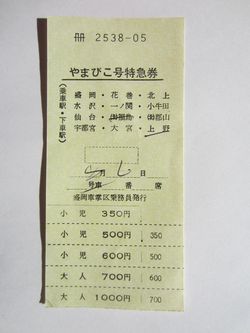 冊 2538-05
やまびこ号特急券
(乗車駅・下車駅)
盛岡・花巻・北上
水沢・一ノ関・小牛田
仙台・福島・郡山
宇都宮・大宮・上野
号車 番 席
盛岡車掌区乗務員発行
小児 350円
小児 500円 350
小児 600円 500
大人 700円 600
大人 1000円 700